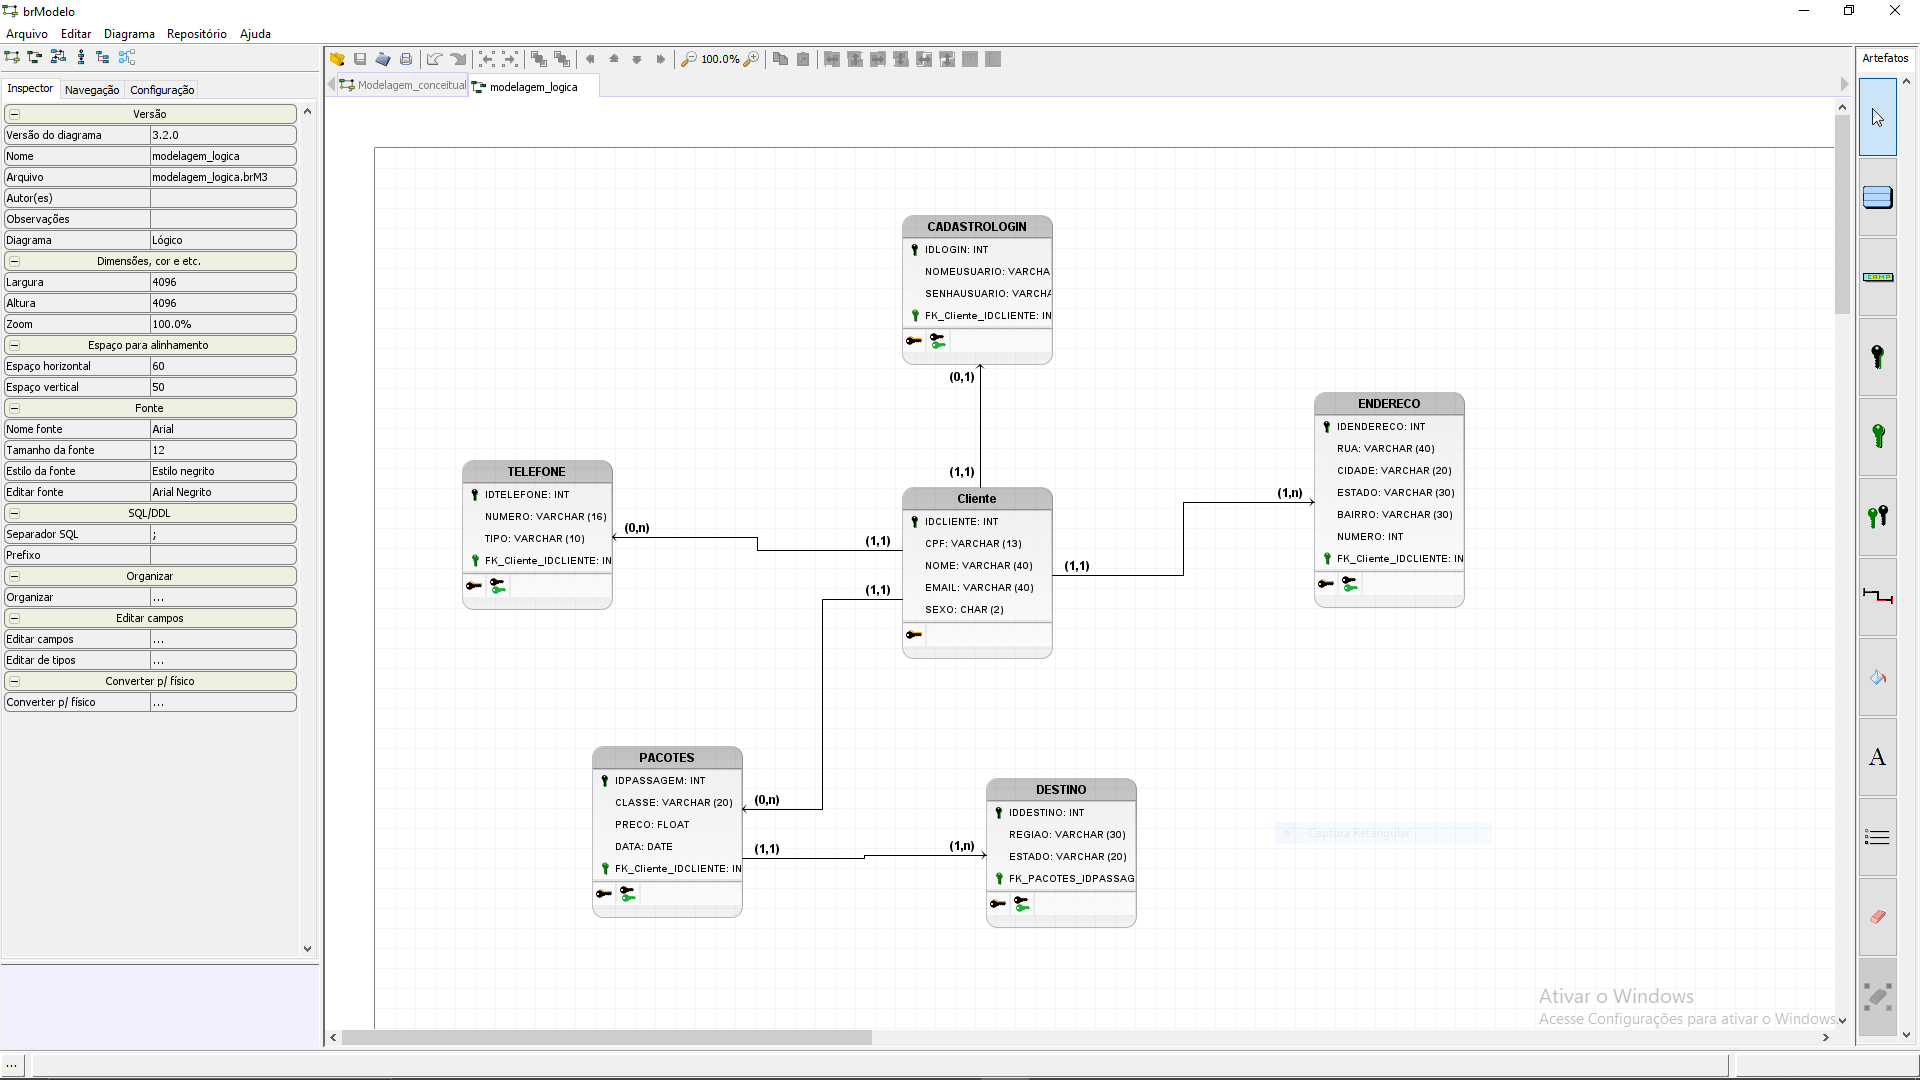 brModelo
Arquivo Editar Diagrama Repositório Ajuda
100.0%
Artefatos
Inspector Navegação Configuração
Modelagem_conceitual modelagem_logica
Versão
Versão do diagrama 3.2.0
Nome modelagem_logica
Arquivo modelagem_logica.brM3
Autor(es)
Observações
Diagrama Lógico
Dimensões, cor e etc.
Largura 4096
Altura 4096
Zoom 100.0%
Espaço para alinhamento
Espaço horizontal 60
Espaço vertical 50
Fonte
Nome fonte Arial
Tamanho da fonte 12
Estilo da fonte Estilo negrito
Editar fonte Arial Negrito
SQL/DDL
Separador SQL ;
Prefixo
Organizar
Organizar ...
Editar campos
Editar campos ...
Editar de tipos ...
Converter p/ físico
Converter p/ físico ...
CADASTROLOGIN
IDLOGIN: INT
NOMEUSUARIO: VARCHA
SENHAUSUARIO: VARCHA
FK_Cliente_IDCLIENTE: IN
(0,1)
(1,1)
ENDERECO
IDENDERECO: INT
RUA: VARCHAR (40)
CIDADE: VARCHAR (20)
ESTADO: VARCHAR (30)
BAIRRO: VARCHAR (30)
NUMERO: INT
FK_Cliente_IDCLIENTE: IN
(1,n)
(1,1)
TELEFONE
IDTELEFONE: INT
NUMERO: VARCHAR (16)
TIPO: VARCHAR (10)
FK_Cliente_IDCLIENTE: IN
(0,n)
(1,1)
Cliente
IDCLIENTE: INT
CPF: VARCHAR (13)
NOME: VARCHAR (40)
EMAIL: VARCHAR (40)
SEXO: CHAR (2)
(1,1)
PACOTES
IDPASSAGEM: INT
CLASSE: VARCHAR (20)
PRECO: FLOAT
DATA: DATE
FK_Cliente_IDCLIENTE: IN
(0,n)
(1,1)
(1,n)
DESTINO
IDDESTINO: INT
REGIAO: VARCHAR (30)
ESTADO: VARCHAR (20)
FK_PACOTES_IDPASSAG
Captura Retangular
CAMP
A
Ativar o Windows
Acesse Configurações para ativar o Windows.
...